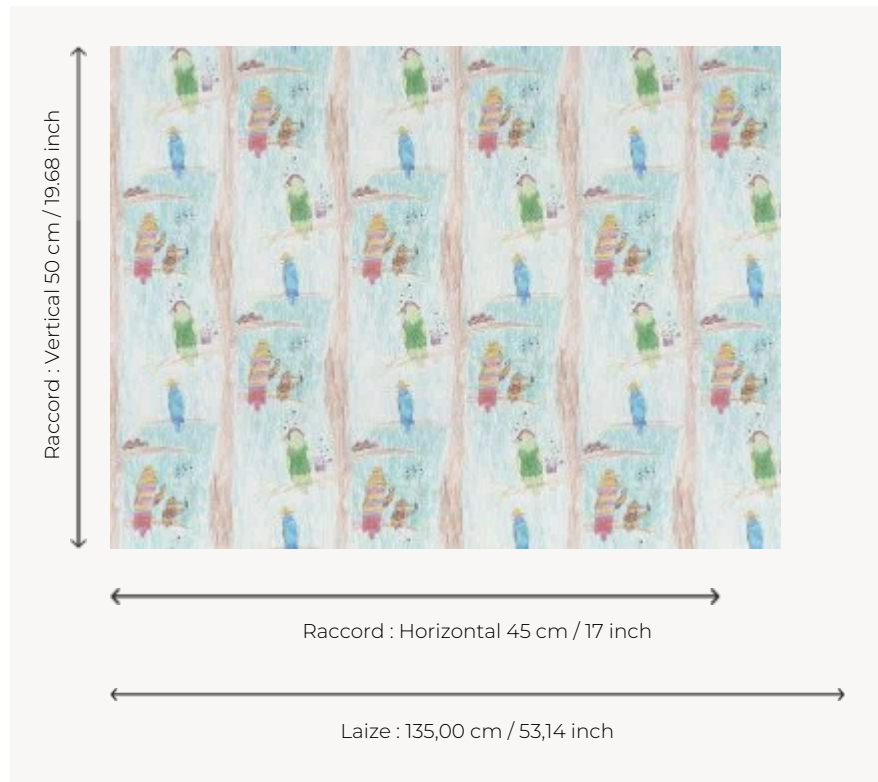 Raccord : Vertical 50 cm / 19.68 inch
Raccord : Horizontal 45 cm / 17 inch
Laize : 135,00 cm / 53,14 inch